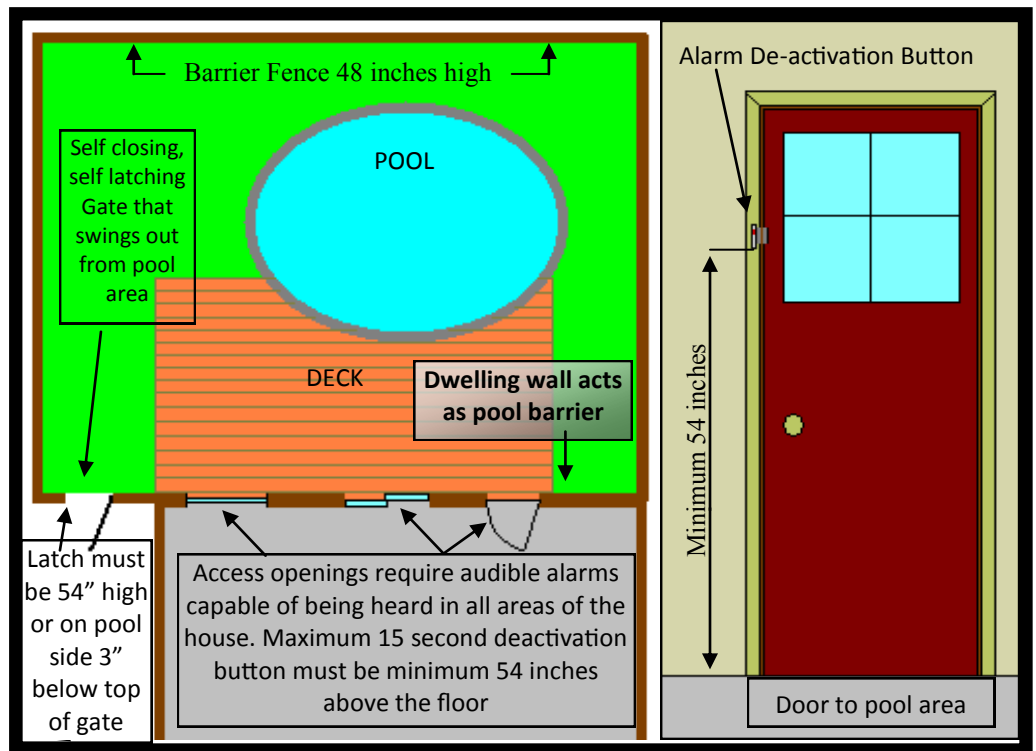 Barrier Fence 48 inches high
Self closing,
self latching
Gate that
swings out
from pool
area
POOL
DECK
Dwelling wall acts
as pool barrier
Latch must
be 54” high
or on pool
side 3”
below top
of gate
Access openings require audible alarms
capable of being heard in all areas of the
house. Maximum 15 second deactivation
button must be minimum 54 inches
above the floor
Alarm De-activation Button
Minimum 54 inches
Door to pool area